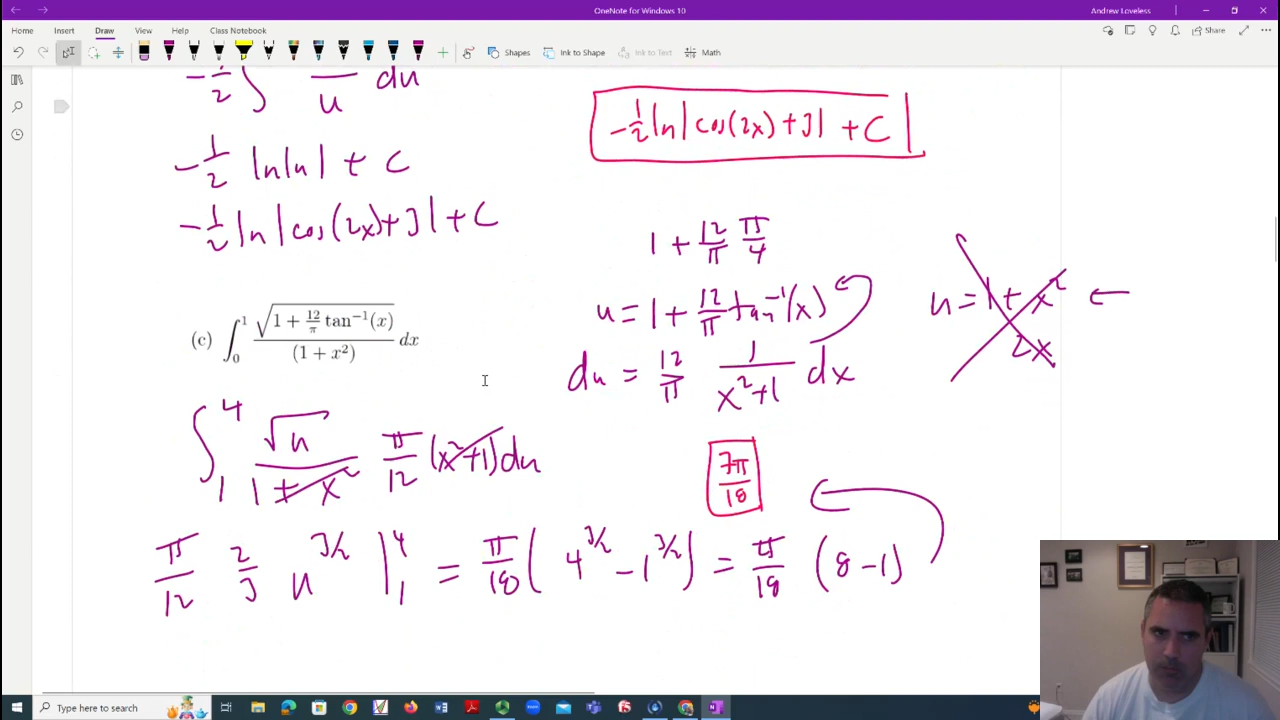 OneNote for Windows 10
Andrew Loveless
Home Insert Draw View Help Class Notebook
Share
Shapes Ink to Shape Ink to Text Math
-1/2 ∫ 1/u du
-1/2 ln|cos(2x)+3| + C
-1/2 ln|u| + C
-1/2 ln|cos(2x)+3| + C
1 + 12/π π/4
u = 1 + 12/π tan⁻¹(x)
u = 1 + x²
2x
(c) ∫₀¹ √(1 + 12/π tan⁻¹(x)) / (1 + x²) dx
du = 12/π 1/(x²+1) dx
∫₁⁴ √u / (1 + x²) π/12 (x²+1) du
7π/18
π/12 2/3 u^(3/2) |₁⁴ = π/18 (4^(3/2) - 1^(3/2)) = π/18 (8-1)
Type here to search